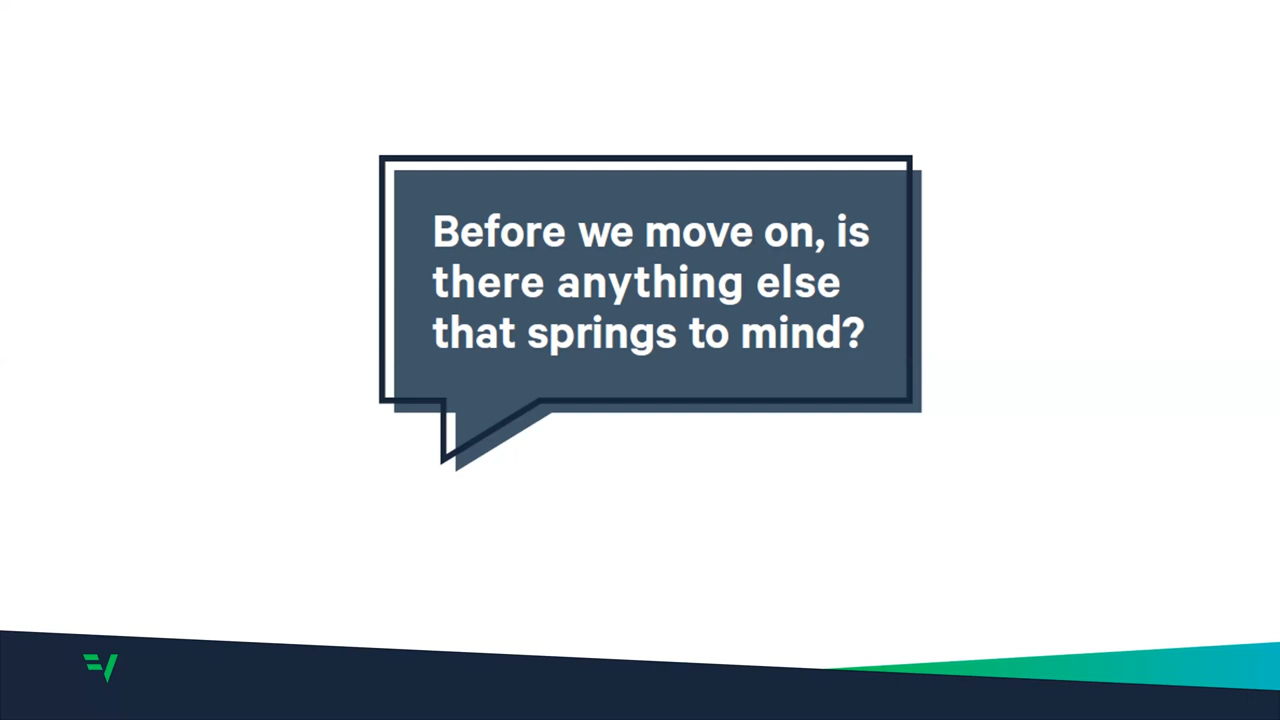 Before we move on, is
there anything else
that springs to mind?